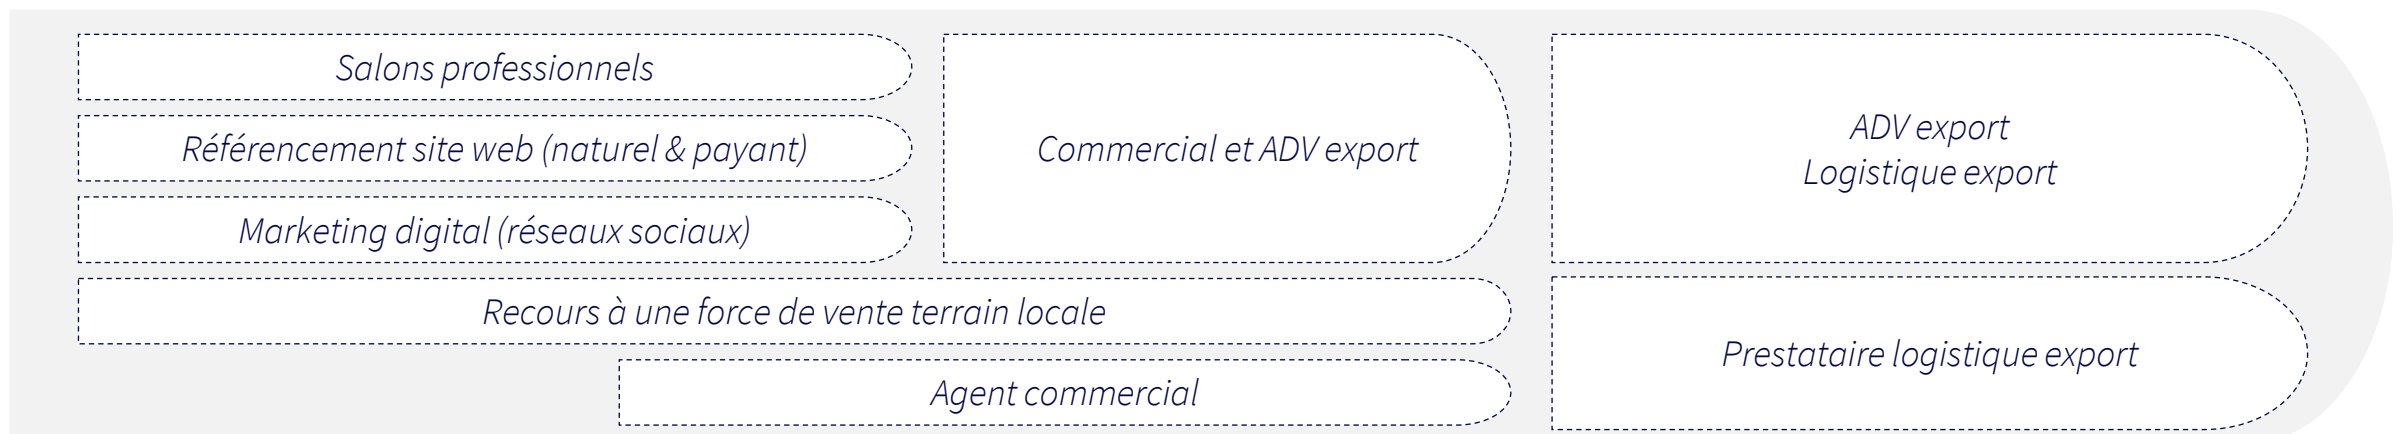 Salons professionnels
Référencement site web (naturel & payant)
Marketing digital (réseaux sociaux)
Commercial et ADV export
ADV export
Logistique export
Recours à une force de vente terrain locale
Agent commercial
Prestataire logistique export